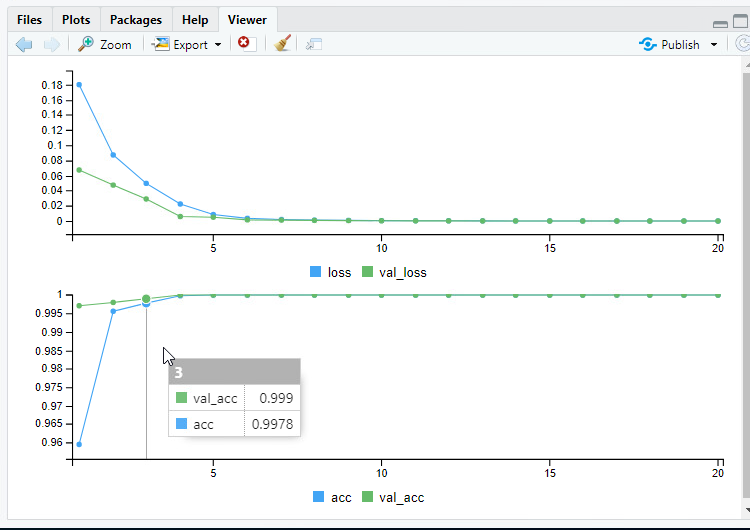 Files Plots Packages Help Viewer
Zoom Export Publish
0.18
0.16
0.14
0.12
0.1
0.08
0.06
0.04
0.02
0
5 10 15 20
loss val_loss
1
0.995
0.99
0.985
0.98
0.975
0.97
0.965
0.96
3
val_acc 0.999
acc 0.9978
5 10 15 20
acc val_acc